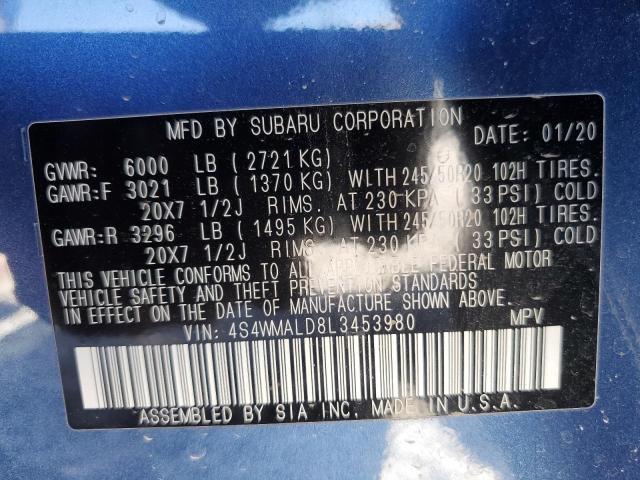 MFD BY SUBARU CORPORATION DATE: 01/20
GVWR: 6000 LB ( 2721 KG)
GAWR:F 3021 LB ( 1370 KG) WITH 245/50R20 102H TIRES.
20X7 1/2J RIMS. AT 230 KPA ( 33 PSI) COLD
GAWR:R 3296 LB ( 1495 KG) WITH 245/50R20 102H TIRES.
20X7 1/2J RIMS. AT 230 KPA ( 33 PSI) COLD
THIS VEHICLE CONFORMS TO ALL APPLICABLE FEDERAL MOTOR
VEHICLE SAFETY AND THEFT PREVENTION STANDARDS
IN EFFECT ON THE DATE OF MANUFACTURE SHOWN ABOVE.
VIN: 4S4WMALD8L3453980 MPV
ASSEMBLED BY SIA INC. MADE IN U.S.A.